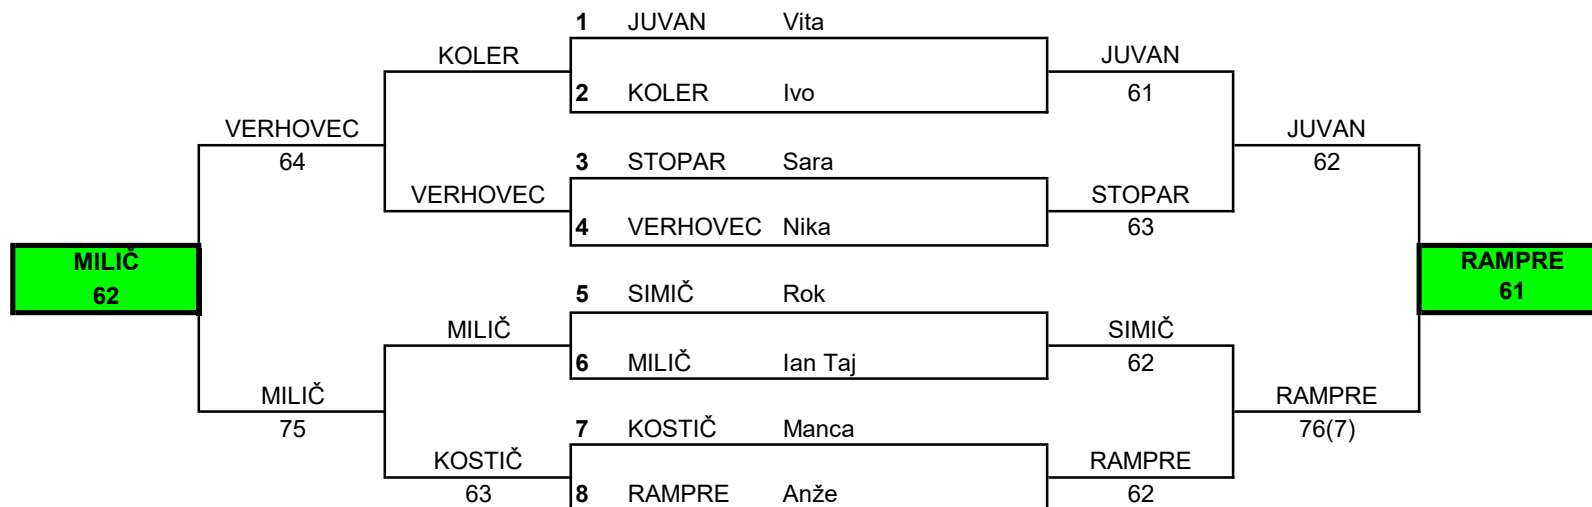 1 JUVAN Vita
KOLER JUVAN
2 KOLER Ivo 61
VERHOVEC JUVAN
64 3 STOPAR Sara 62
VERHOVEC STOPAR
4 VERHOVEC Nika 63
MILIČ RAMPRE
62 61
5 SIMIČ Rok
MILIČ SIMIČ
6 MILIČ Ian Taj 62
MILIČ RAMPRE
75 7 KOSTIČ Manca 76(7)
KOSTIČ RAMPRE
63 8 RAMPRE Anže 62